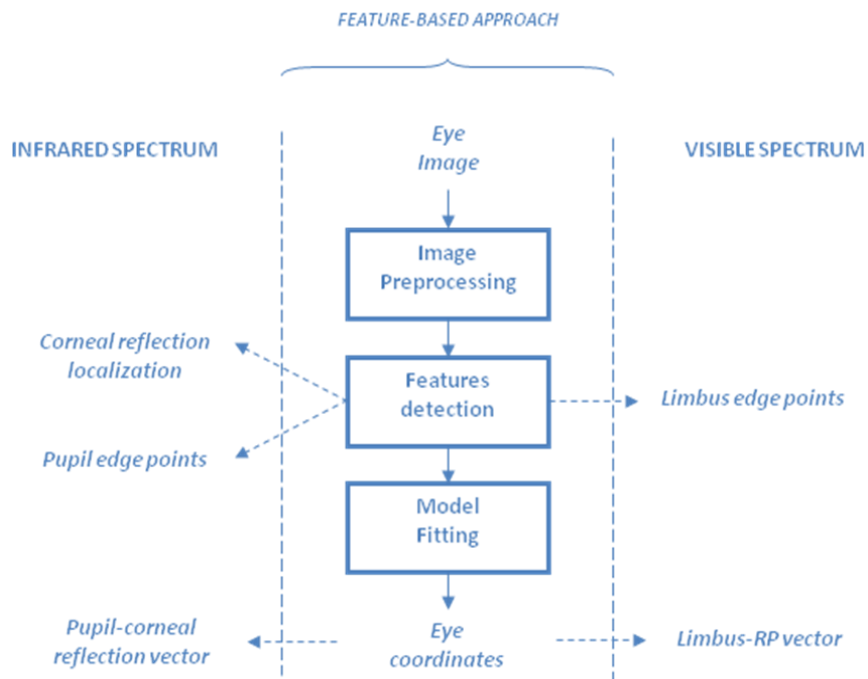 FEATURE-BASED APPROACH
INFRARED SPECTRUM
Eye
Image
VISIBLE SPECTRUM
Image
Preprocessing
Corneal reflection
localization
Features
detection
Limbus edge points
Pupil edge points
Model
Fitting
Pupil-corneal
reflection vector
Eye
coordinates
Limbus-RP vector